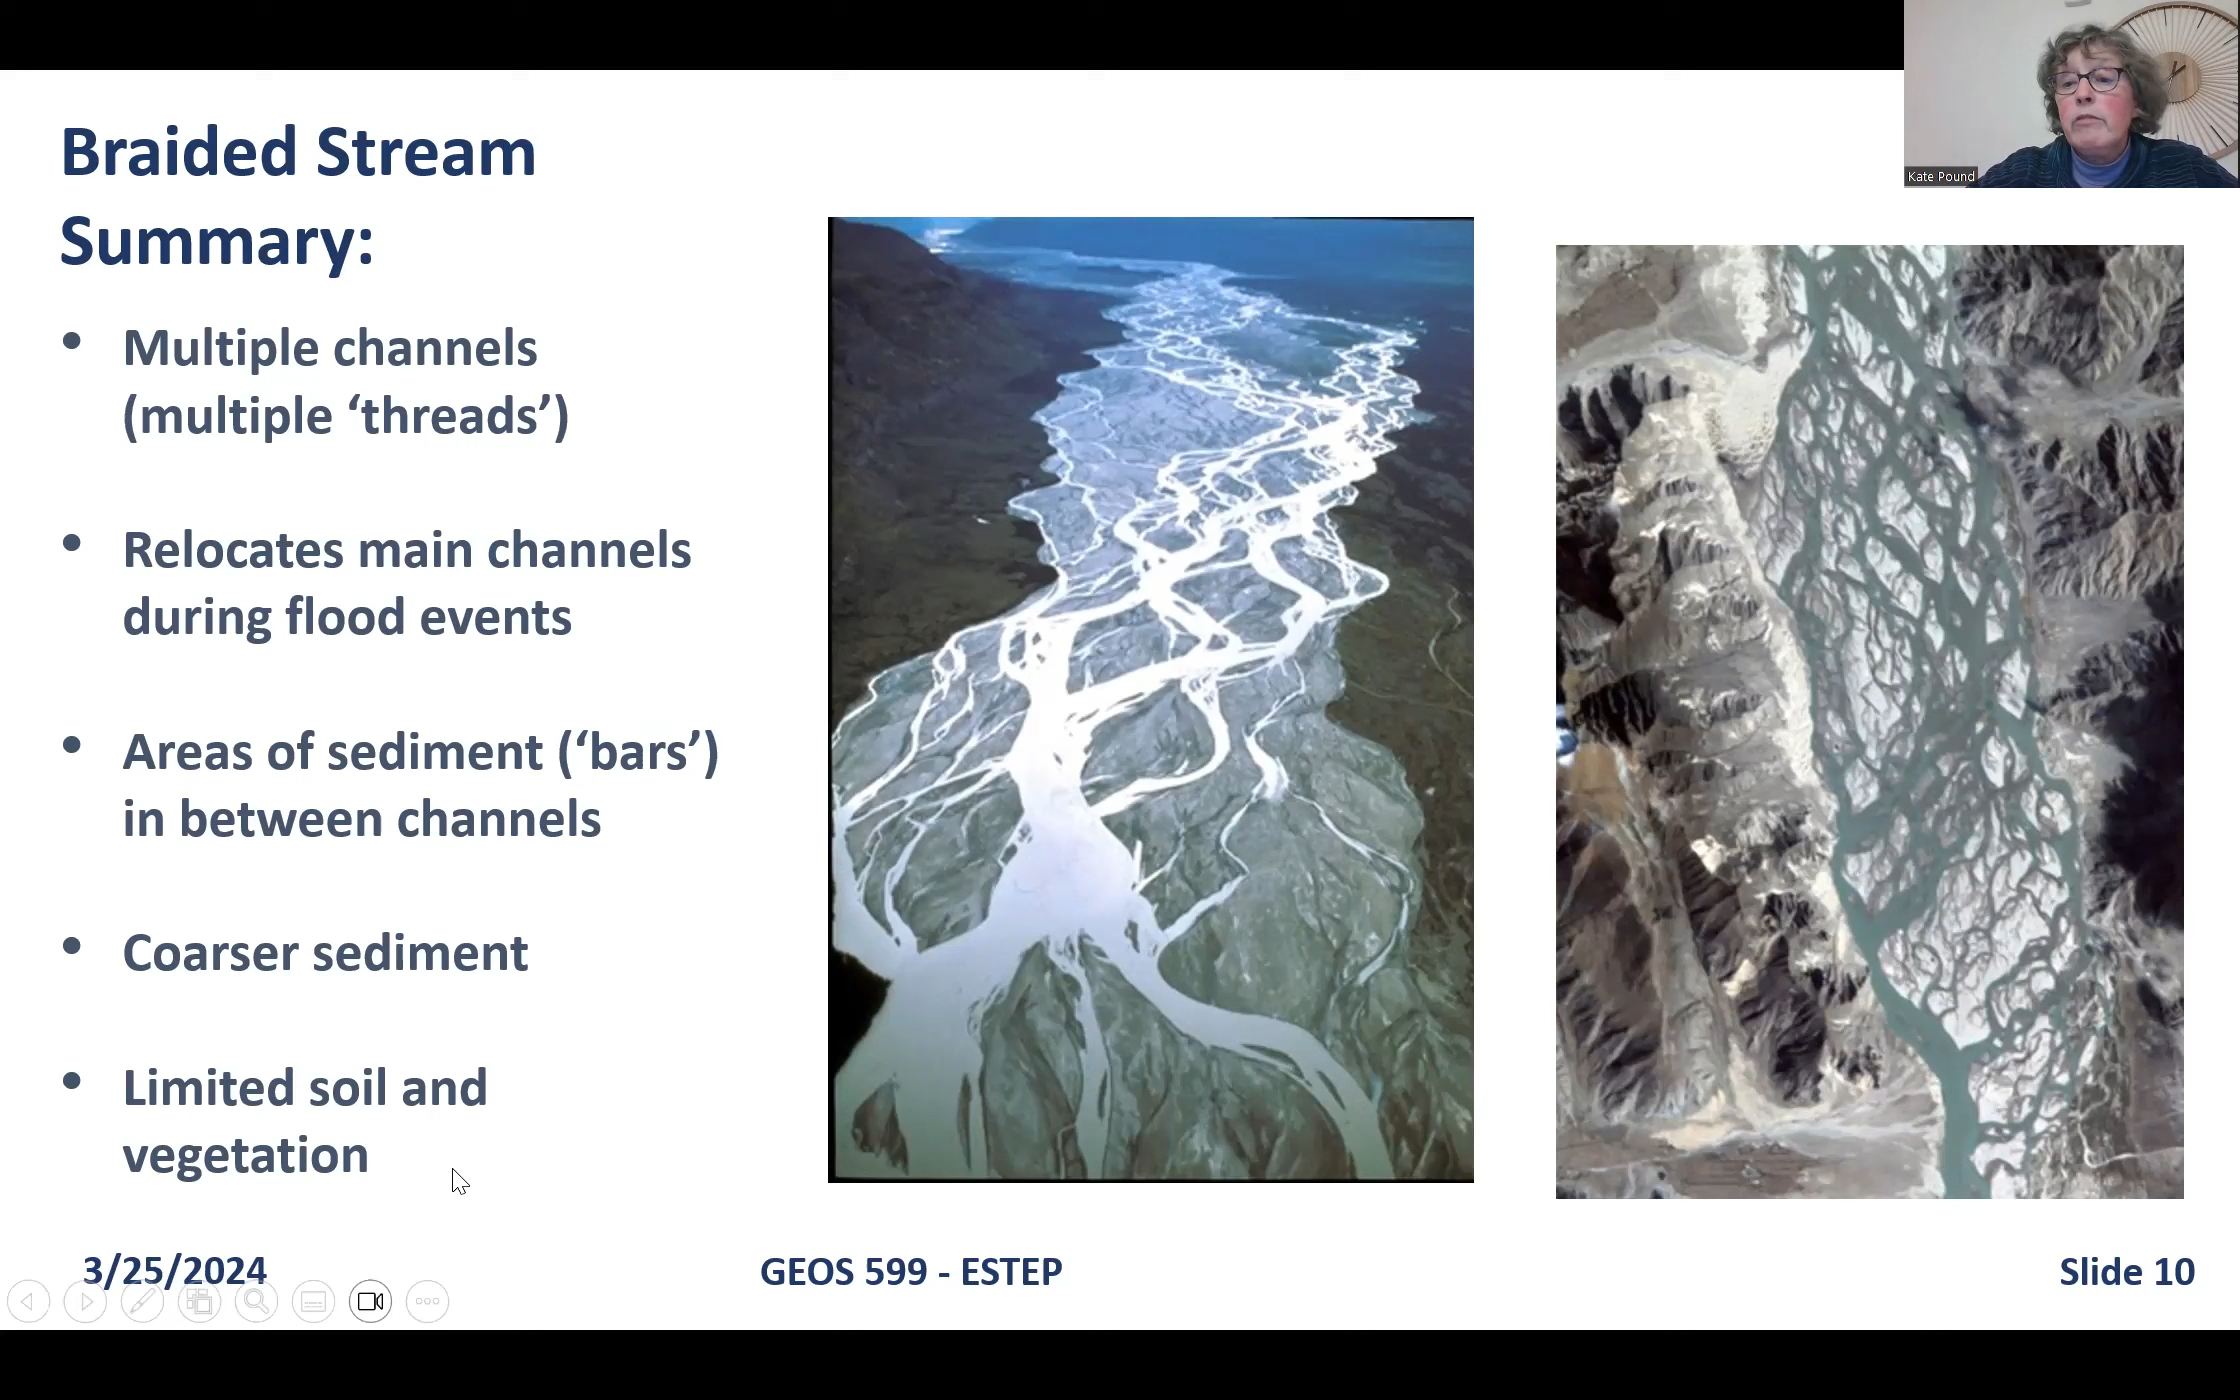 Kate Pound
Braided Stream
Summary:
• Multiple channels
(multiple ‘threads’)
• Relocates main channels
during flood events
• Areas of sediment (‘bars’)
in between channels
• Coarser sediment
• Limited soil and
vegetation
3/25/2024
GEOS 599 - ESTEP
Slide 10